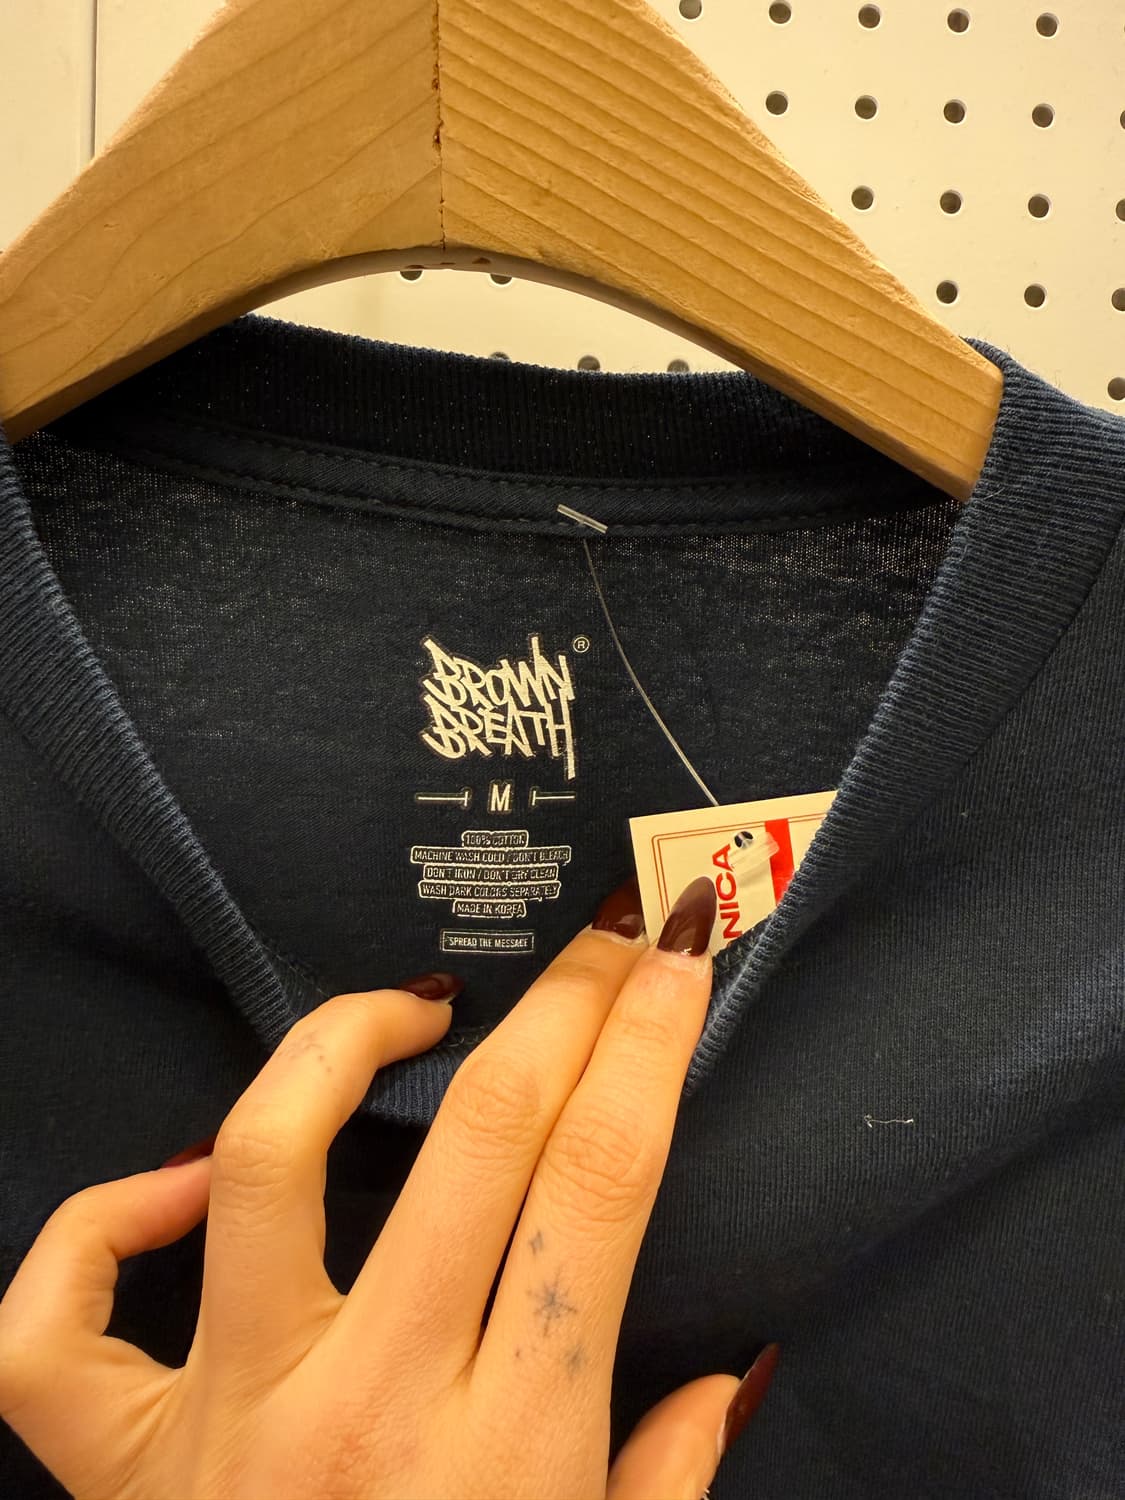 BROWN
BREATH
®
M
100% COTTON
MACHINE WASH COLD / DON'T BLEACH
DON'T IRON / DON'T DRY CLEAN
WASH DARK COLORS SEPARATELY
MADE IN KOREA
"SPREAD THE MESSAGE"
NICA